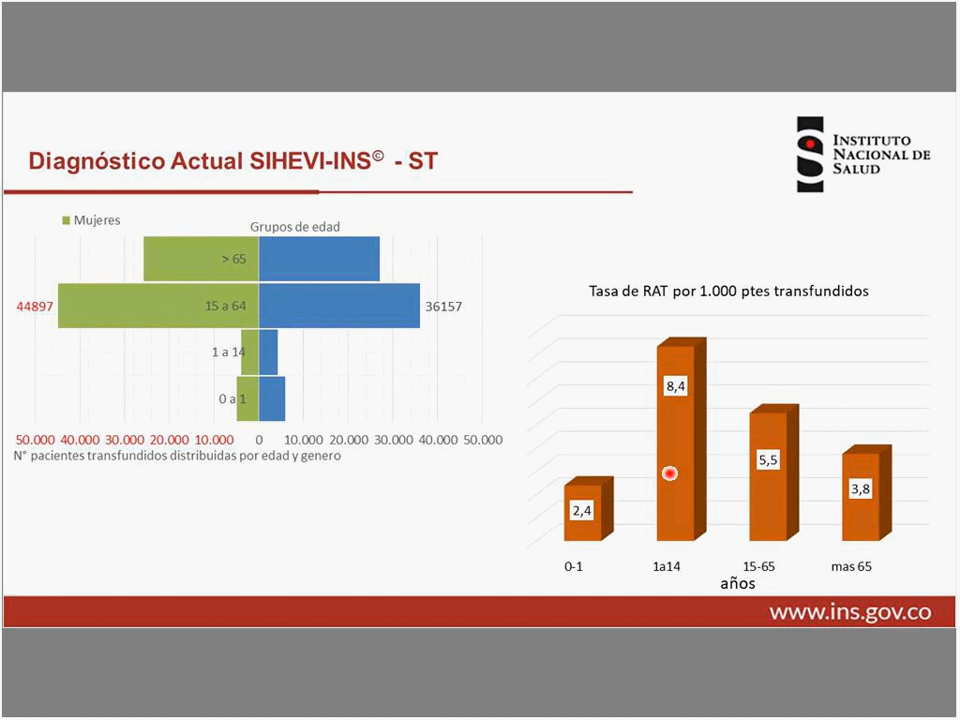 Diagnóstico Actual SIHEVI-INS© - ST
INSTITUTO
NACIONAL DE
SALUD
Mujeres
Grupos de edad
> 65
44897
15 a 64
36157
1 a 14
0 a 1
50.000 40.000 30.000 20.000 10.000 0 10.000 20.000 30.000 40.000 50.000
N° pacientes transfundidos distribuidas por edad y genero
Tasa de RAT por 1.000 ptes transfundidos
8,4
5,5
3,8
2,4
0-1 1a14 15-65 mas 65
años
www.ins.gov.co